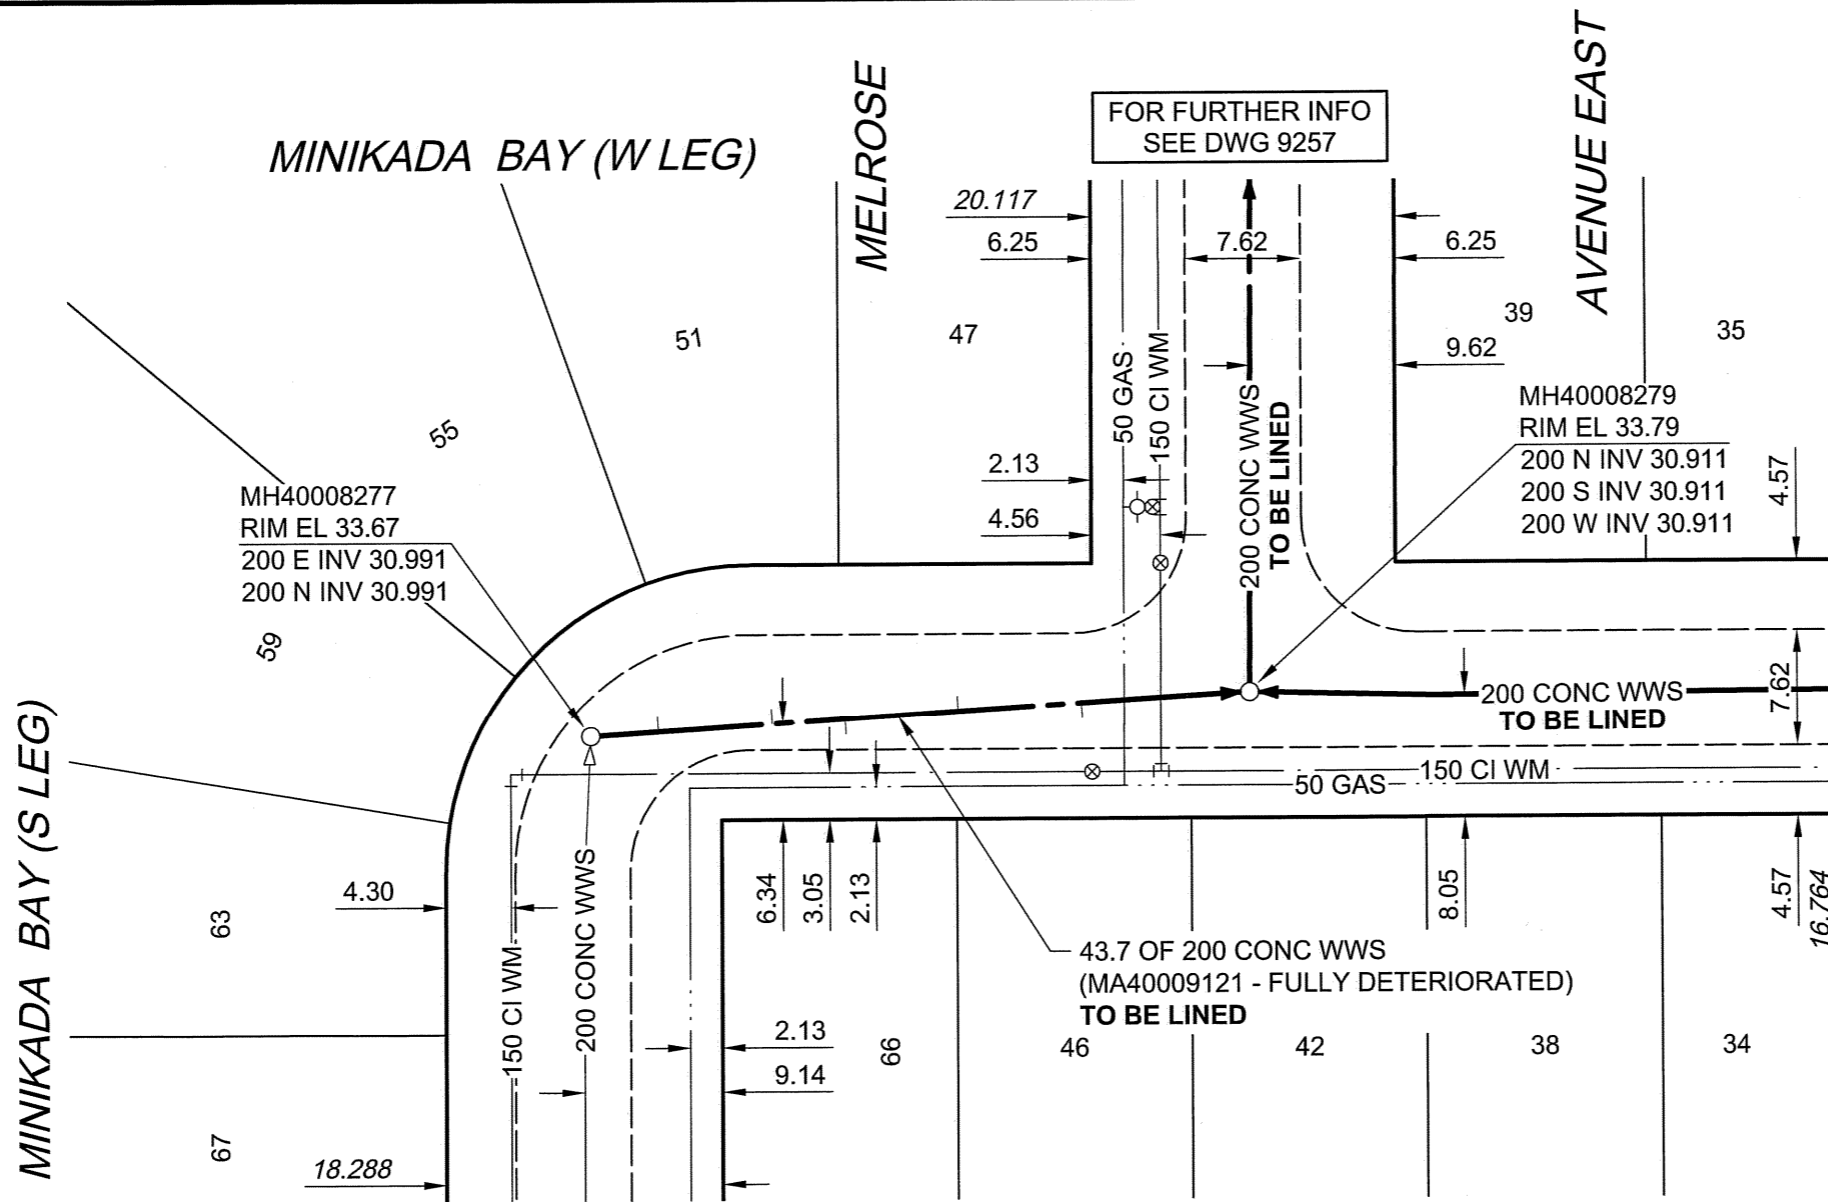 MINIKADA BAY (W LEG)
MELROSE
AVENUE EAST
FOR FURTHER INFO
SEE DWG 9257
20.117
6.25
7.62
6.25
9.62
2.13
4.56
50 GAS
150 CI WM
200 CONC WWS
TO BE LINED
51
47
39
35
55
59
MH40008277
RIM EL 33.67
200 E INV 30.991
200 N INV 30.991
MH40008279
RIM EL 33.79
200 N INV 30.911
200 S INV 30.911
200 W INV 30.911
4.57
7.62
200 CONC WWS
TO BE LINED
150 CI WM
50 GAS
MINIKADA BAY (S LEG)
63
67
4.30
150 CI WM
200 CONC WWS
6.34
3.05
2.13
8.05
4.57
16.764
43.7 OF 200 CONC WWS
(MA40009121 - FULLY DETERIORATED)
TO BE LINED
2.13
9.14
66
46
42
38
34
18.288